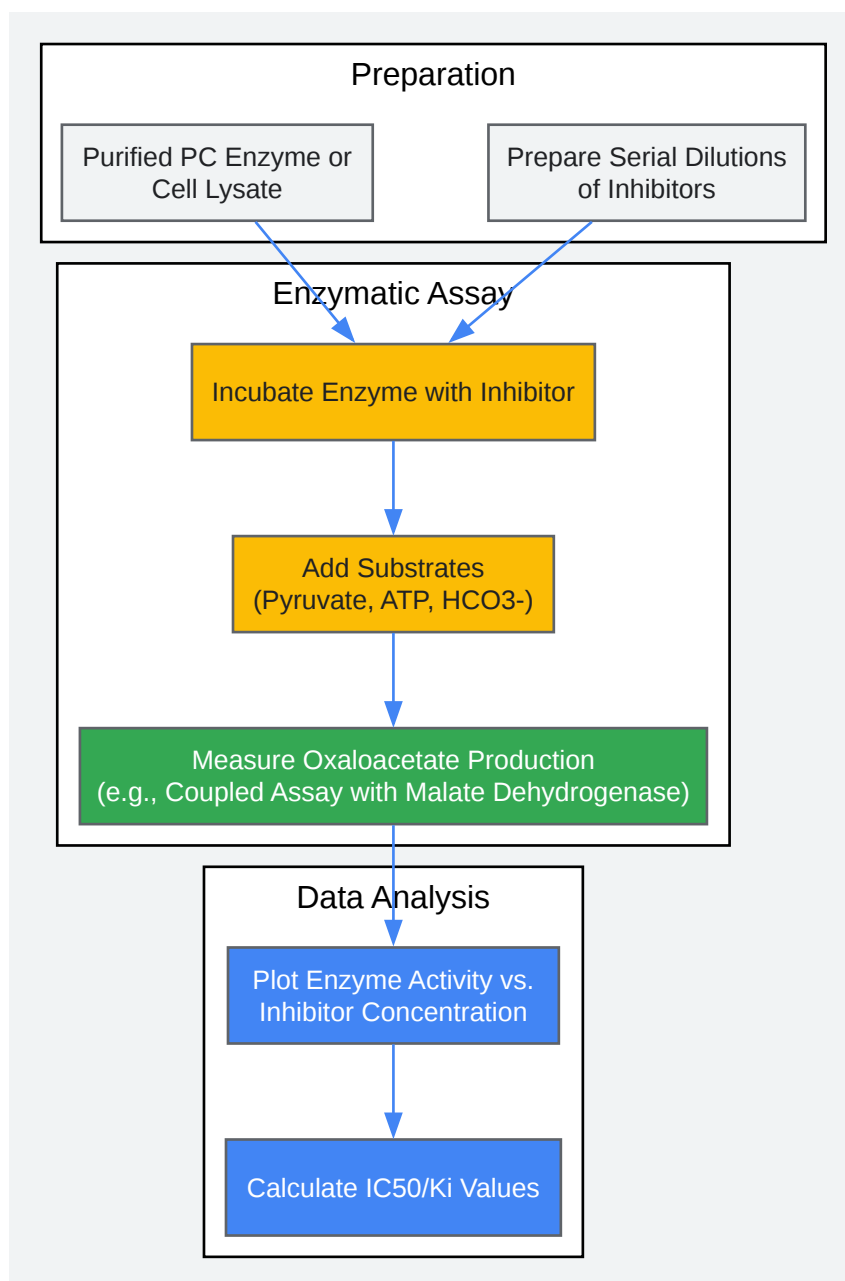 Preparation
Purified PC Enzyme or
Cell Lysate
Prepare Serial Dilutions
of Inhibitors
Enzymatic Assay
Incubate Enzyme with Inhibitor
Add Substrates
(Pyruvate, ATP, HCO3-)
Measure Oxaloacetate Production
(e.g., Coupled Assay with Malate Dehydrogenase)
Data Analysis
Plot Enzyme Activity vs.
Inhibitor Concentration
Calculate IC50/Ki Values